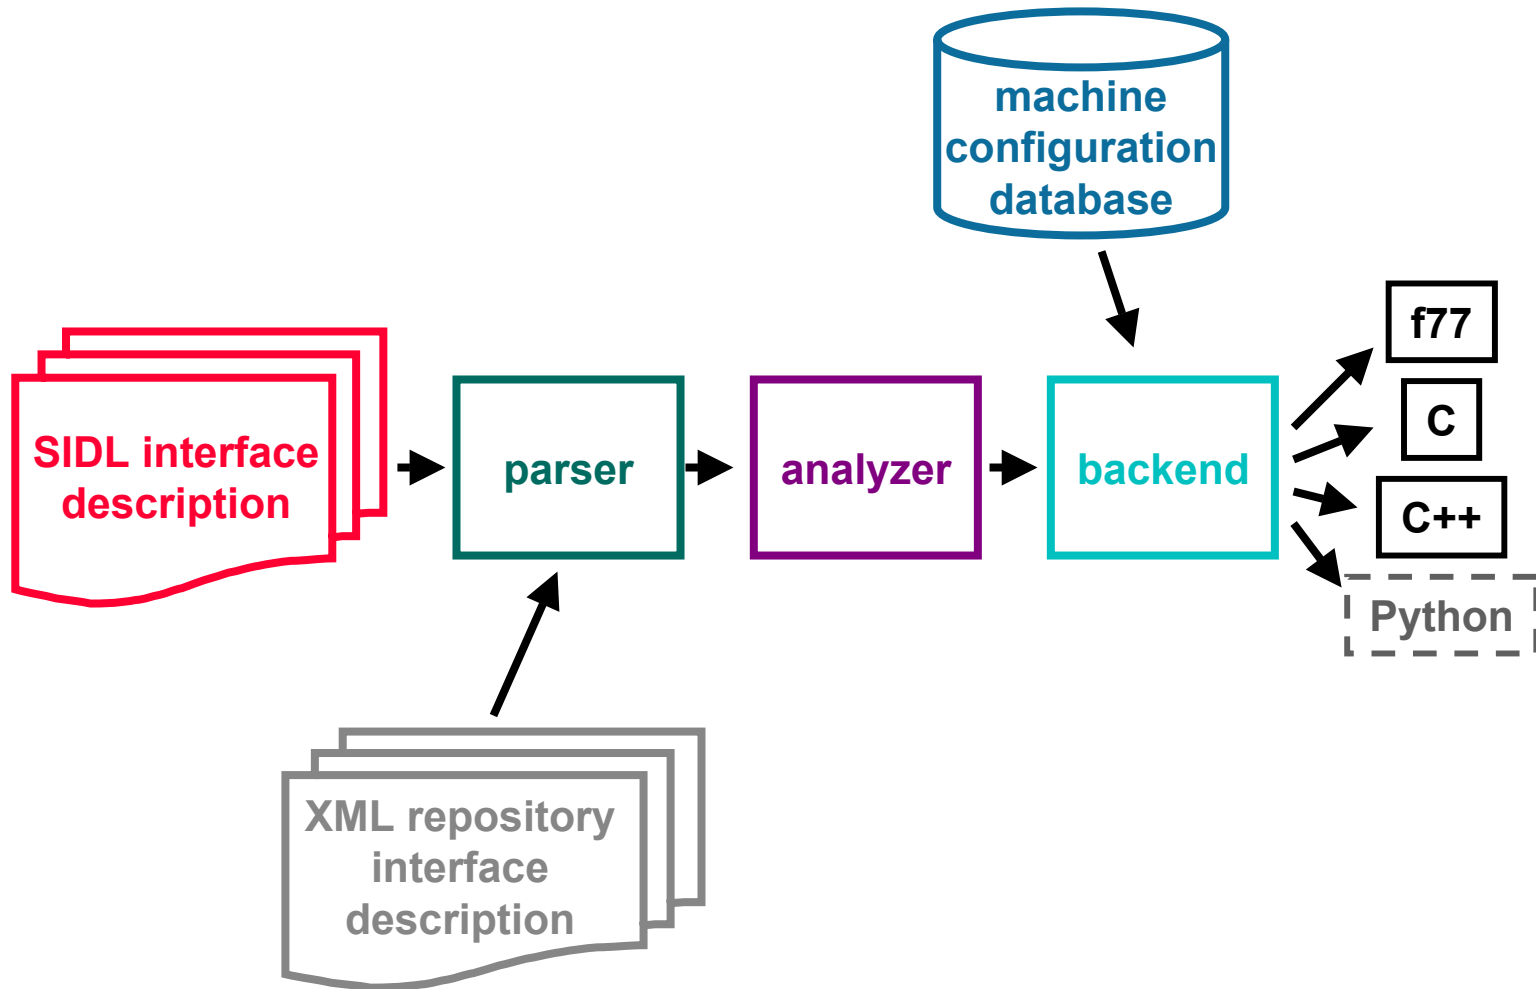 machine
configuration
database
f77
C
SIDL interface
description
parser
analyzer
backend
C++
Python
XML repository
interface
description